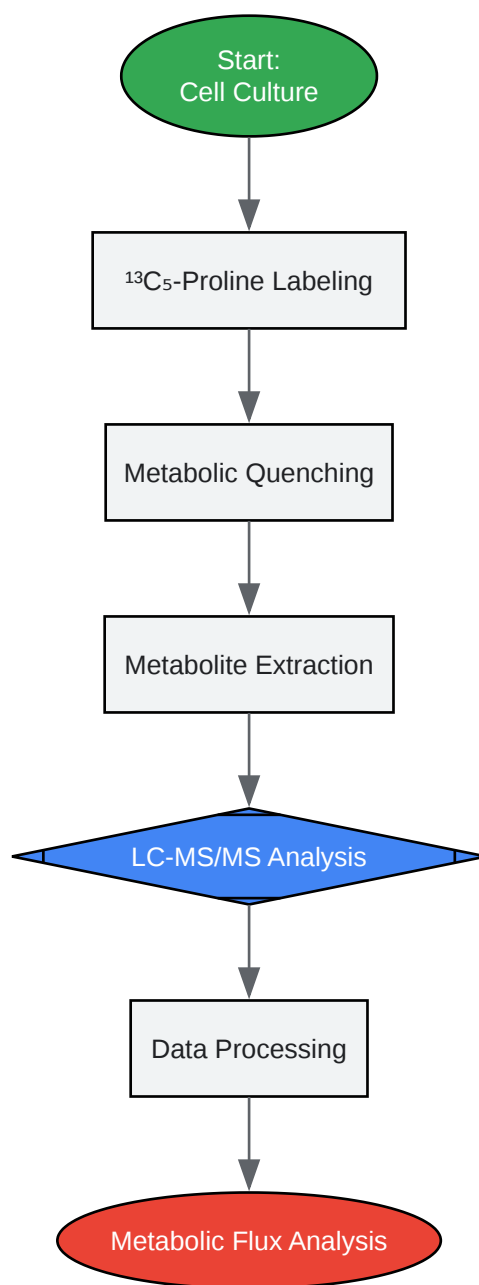 Start:
Cell Culture
¹³C₅-Proline Labeling
Metabolic Quenching
Metabolite Extraction
LC-MS/MS Analysis
Data Processing
Metabolic Flux Analysis